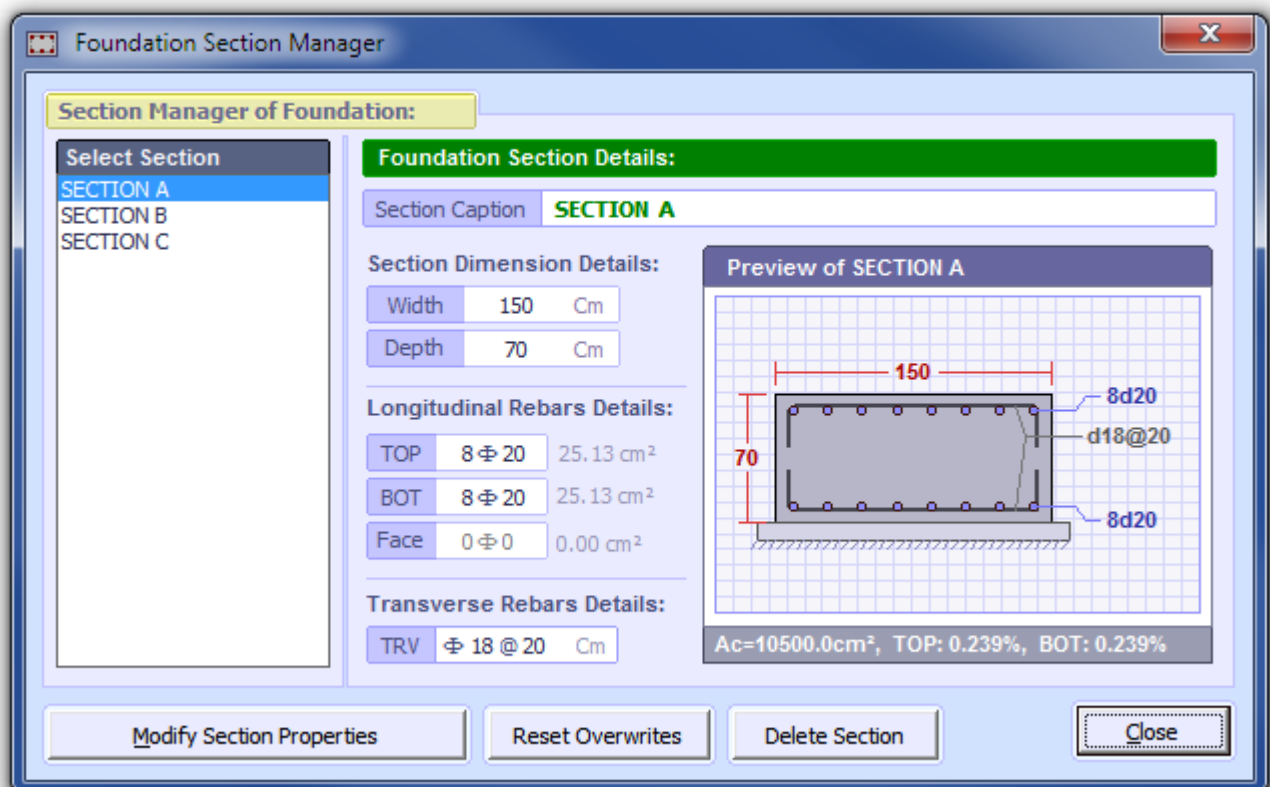 Foundation Section Manager
x
Section Manager of Foundation:
Select Section
SECTION A
SECTION B
SECTION C
Foundation Section Details:
Section Caption SECTION A
Section Dimension Details:
Width 150 Cm
Depth 70 Cm
Longitudinal Rebars Details:
TOP 8Φ20 25.13 cm²
BOT 8Φ20 25.13 cm²
Face 0Φ0 0.00 cm²
Transverse Rebars Details:
TRV Φ 18 @ 20 Cm
Preview of SECTION A
150
8d20
d18@20
70
8d20
Ac=10500.0cm², TOP: 0.239%, BOT: 0.239%
Modify Section Properties
Reset Overwrites
Delete Section
Close